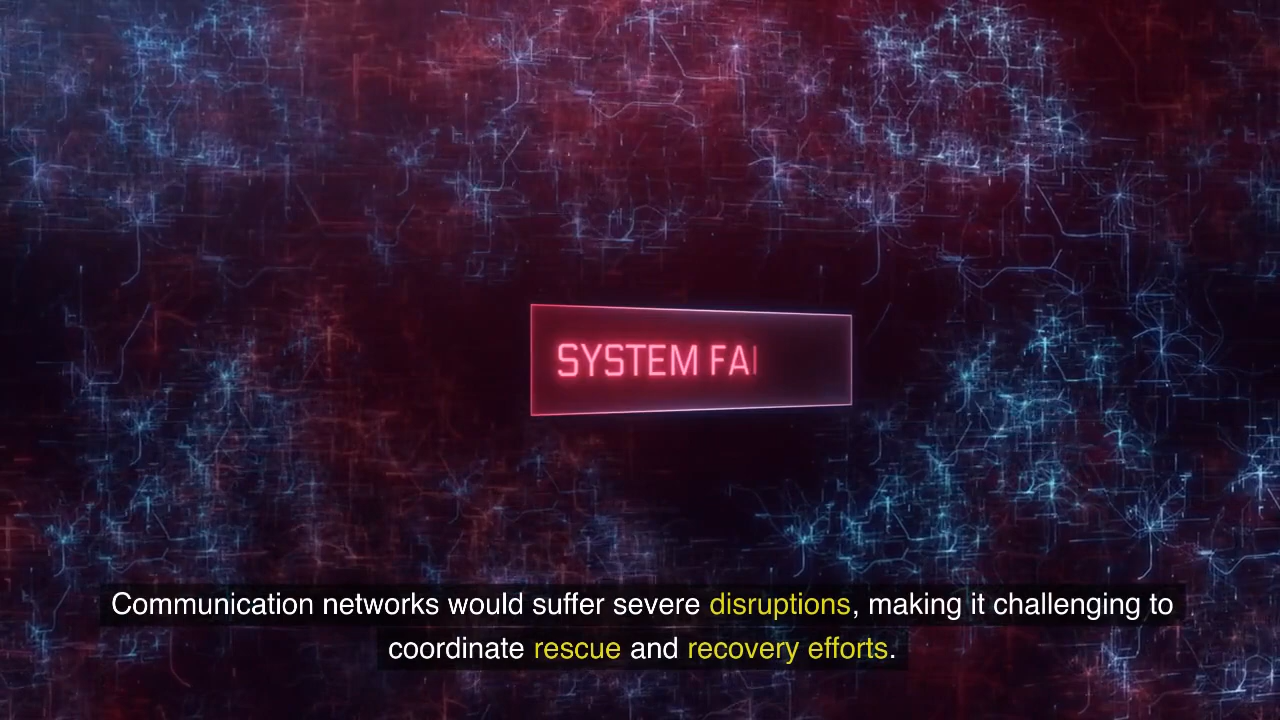 SYSTEM FAI
Communication networks would suffer severe disruptions, making it challenging to
coordinate rescue and recovery efforts.